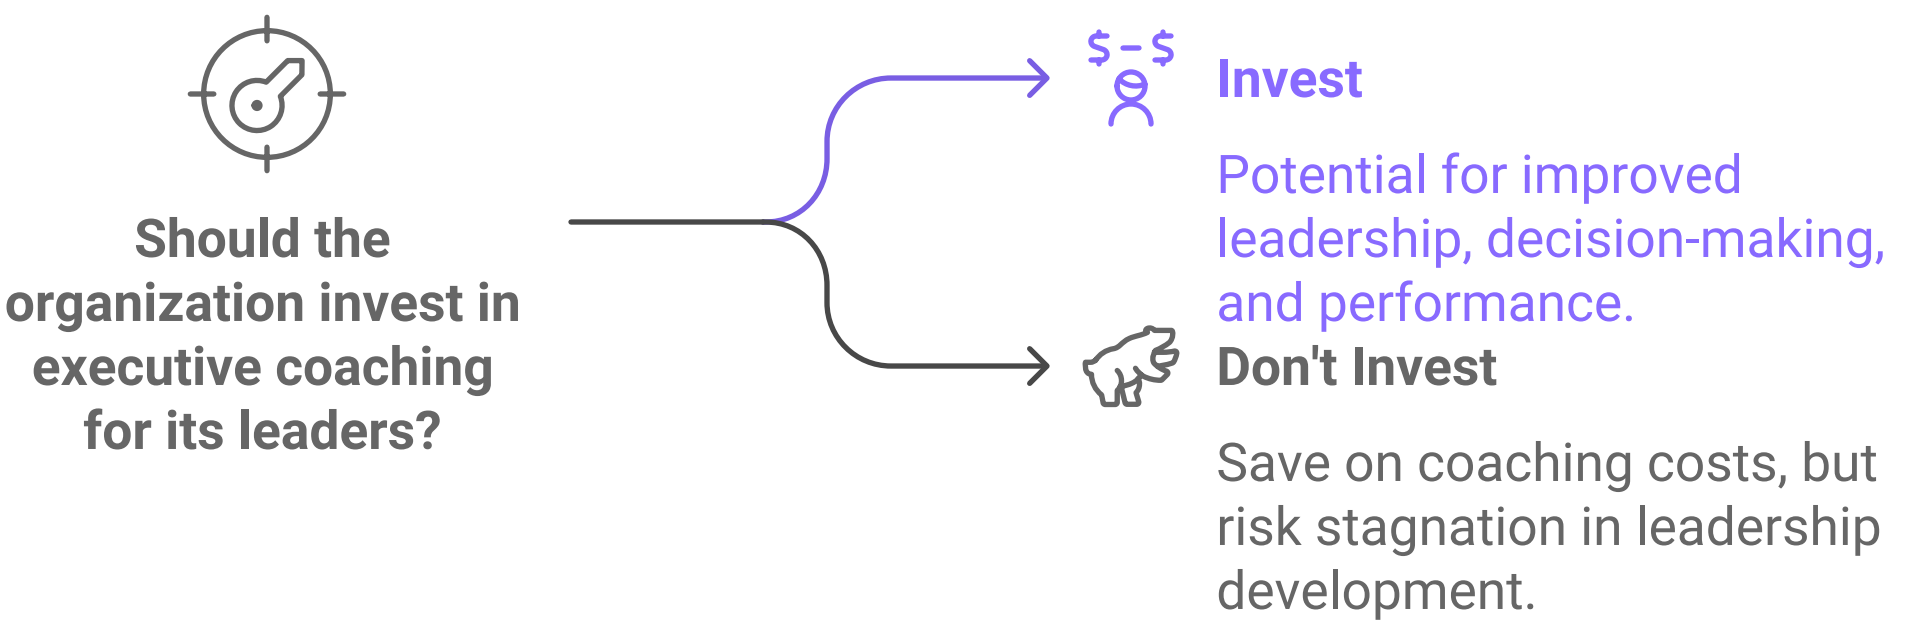 Should the
organization invest in
executive coaching
for its leaders?
$ - $
Invest
Potential for improved
leadership, decision-making,
and performance.
Don't Invest
Save on coaching costs, but
risk stagnation in leadership
development.